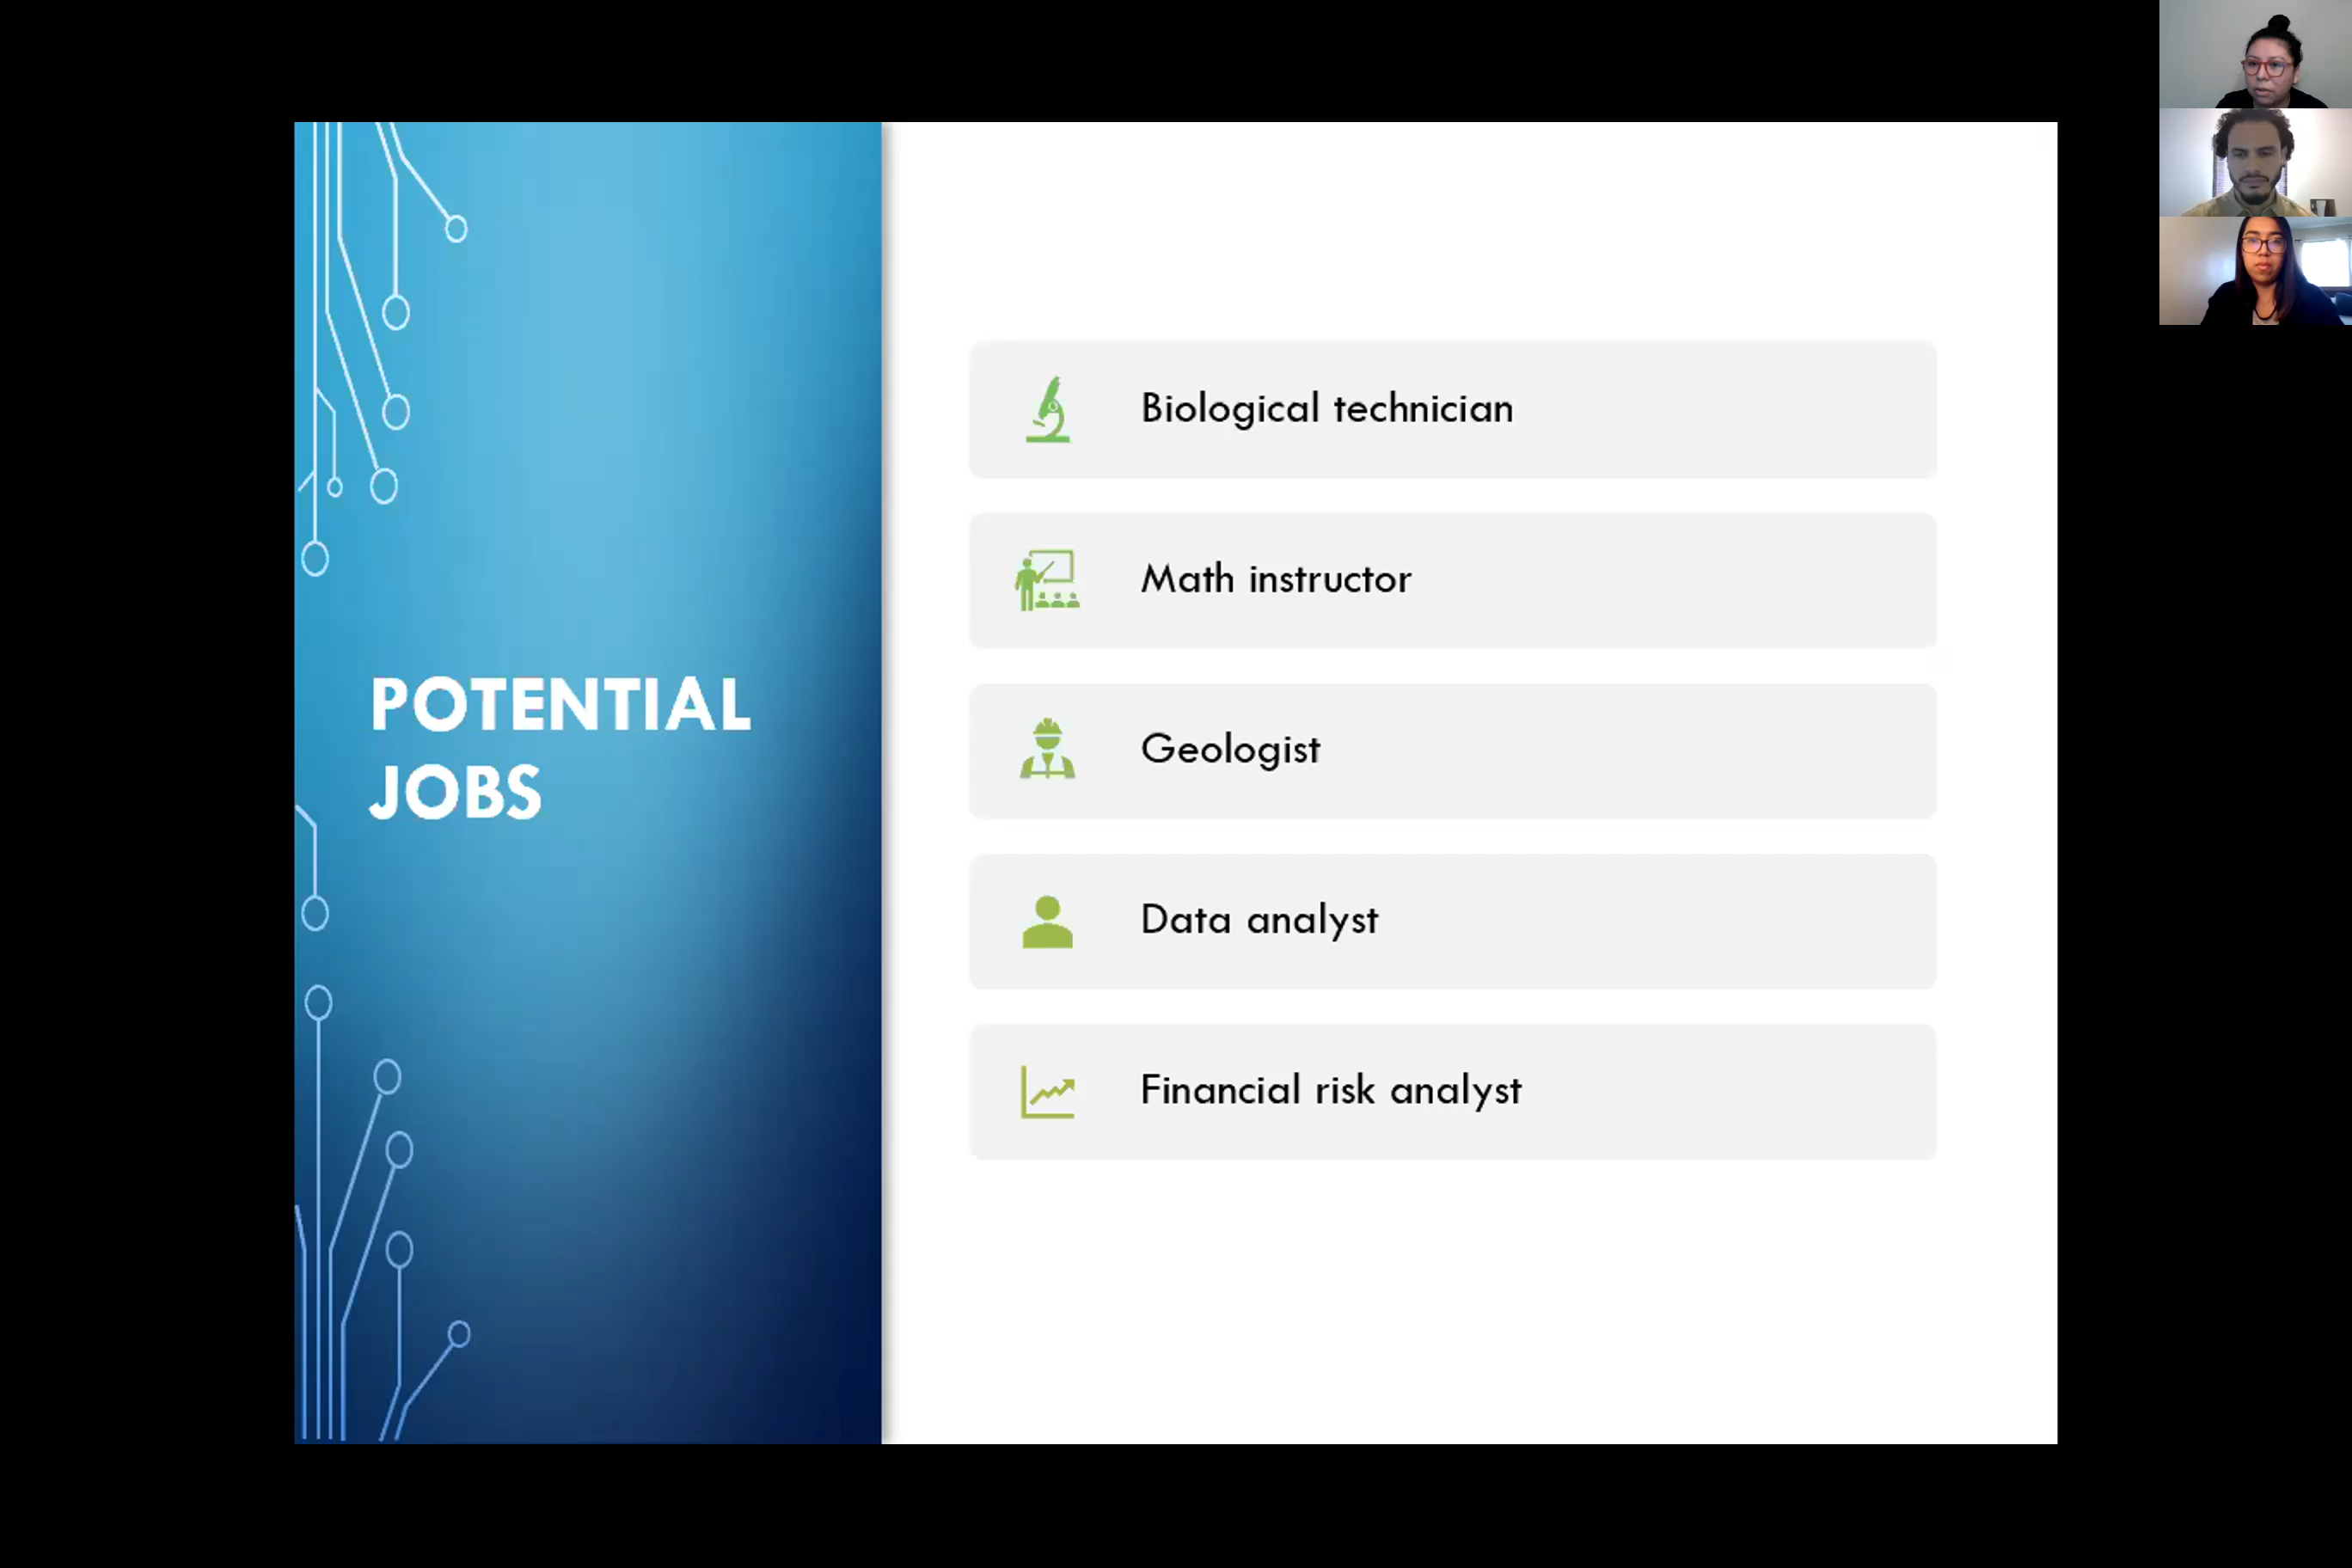 POTENTIAL
JOBS
Biological technician
Math instructor
Geologist
Data analyst
Financial risk analyst